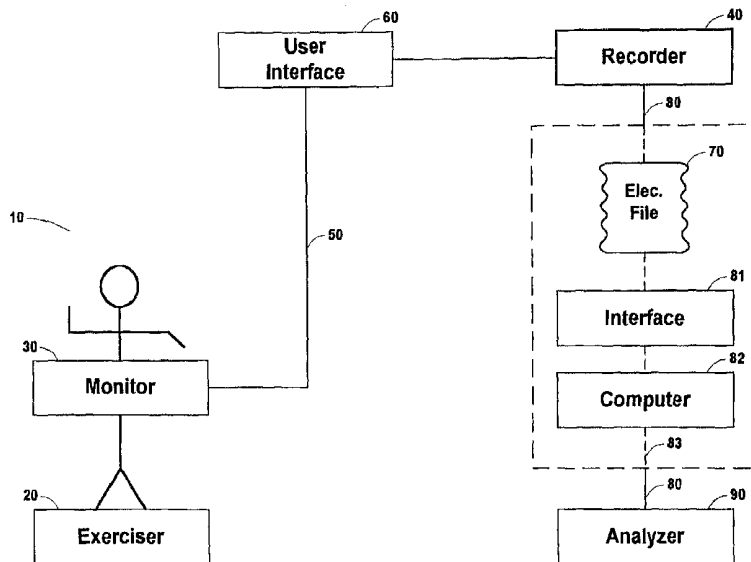 60
User
Interface
40
Recorder
80
70
Elec.
File
10
50
81
Interface
30
Monitor
82
Computer
83
20
Exerciser
80
90
Analyzer